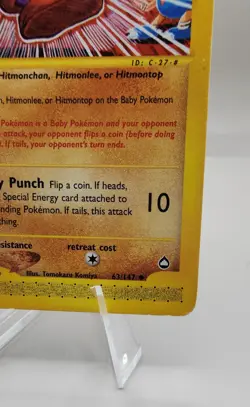 ID: C-27-#
Hitmonchan, Hitmonlee, or Hitmontop
n, Hitmonlee, or Hitmontop on the Baby Pokémon
Pokémon is a Baby Pokémon and your opponent
attack, your opponent flips a coin (before doing
If tails, your opponent's turn ends.
y Punch Flip a coin. If heads,
Special Energy card attached to
nding Pokémon. If tails, this attack
thing.
10
sistance retreat cost
Illus. Tomokazu Komiya 63/147